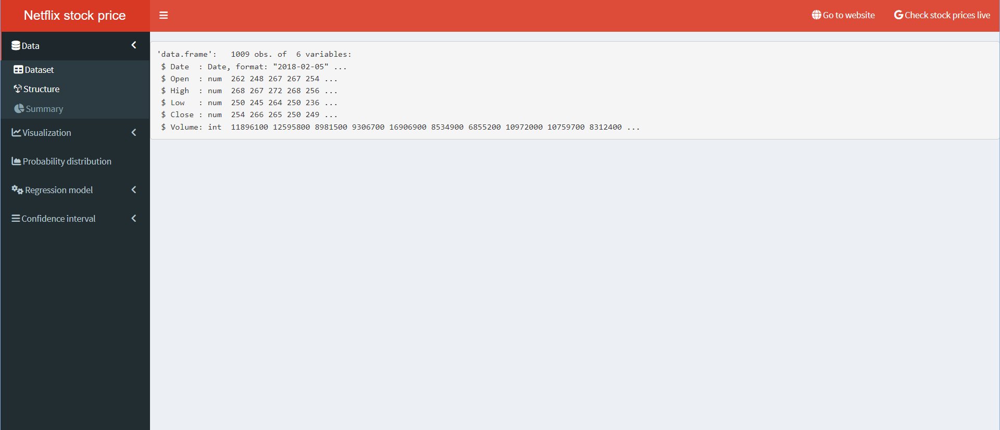 Netflix stock price
Go to website
Check stock prices live
Data
Dataset
Structure
Summary
Visualization
Probability distribution
Regression model
Confidence interval
'data.frame':   1009 obs. of  6 variables:
 $ Date  : Date, format: "2018-02-05" ...
 $ Open  : num  262 248 267 267 254 ...
 $ High  : num  268 267 272 268 256 ...
 $ Low   : num  250 245 264 250 236 ...
 $ Close : num  254 266 265 250 249 ...
 $ Volume: int  11896100 12595800 8981500 9306700 16906900 8534900 6855200 10972000 10759700 8312400 ...